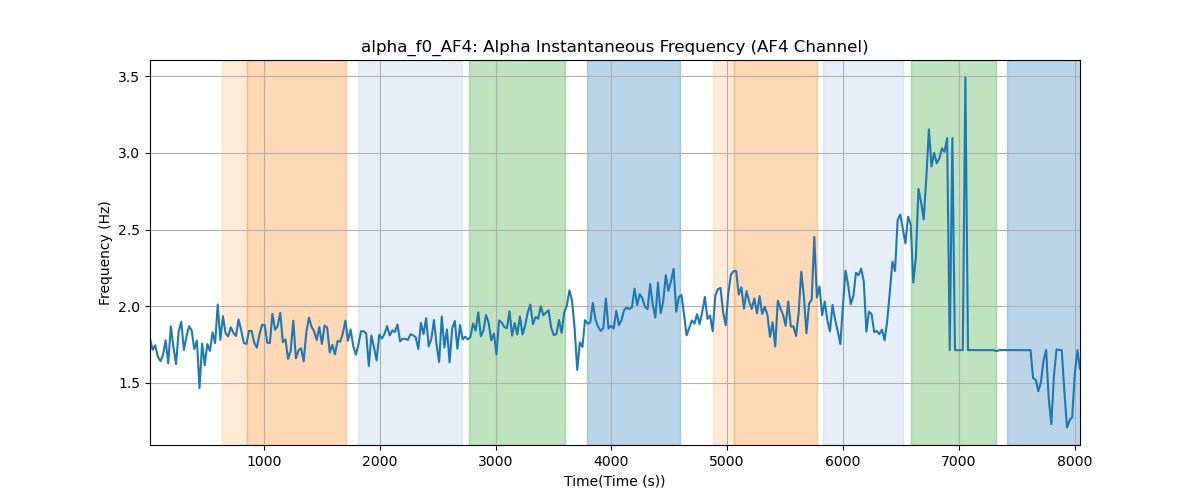 alpha_f0_AF4: Alpha Instantaneous Frequency (AF4 Channel)
3.5
3.0
2.5
2.0
1.5
Frequency (Hz)
1000 2000 3000 4000 5000 6000 7000 8000
Time(Time (s))